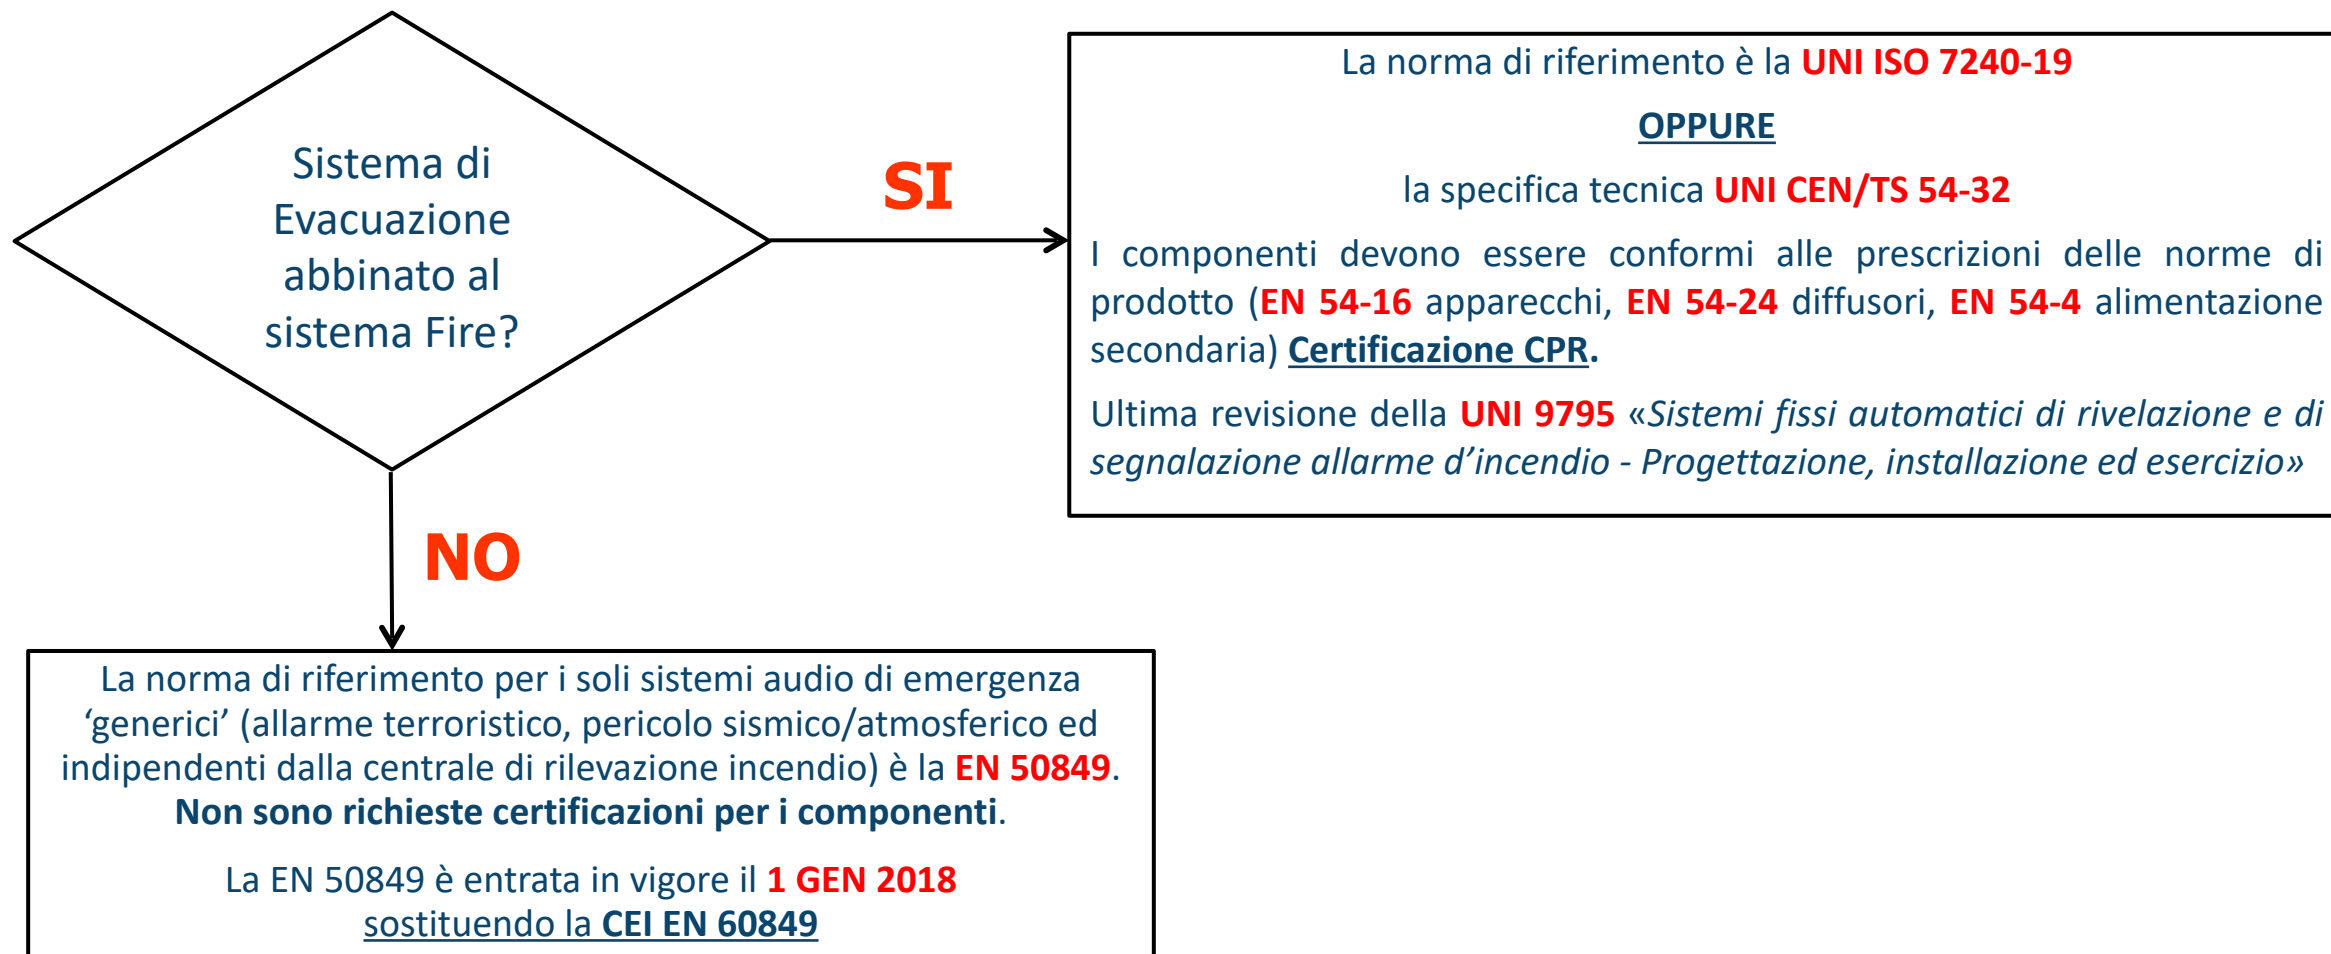 Sistema di
Evacuazione
abbinato al
sistema Fire?
SI
La norma di riferimento è la UNI ISO 7240-19
OPPURE
la specifica tecnica UNI CEN/TS 54-32
I componenti devono essere conformi alle prescrizioni delle norme di
prodotto (EN 54-16 apparecchi, EN 54-24 diffusori, EN 54-4 alimentazione
secondaria) Certificazione CPR.
Ultima revisione della UNI 9795 «Sistemi fissi automatici di rivelazione e di
segnalazione allarme d’incendio - Progettazione, installazione ed esercizio»
NO
La norma di riferimento per i soli sistemi audio di emergenza
‘generici’ (allarme terroristico, pericolo sismico/atmosferico ed
indipendenti dalla centrale di rilevazione incendio) è la EN 50849.
Non sono richieste certificazioni per i componenti.
La EN 50849 è entrata in vigore il 1 GEN 2018
sostituendo la CEI EN 60849